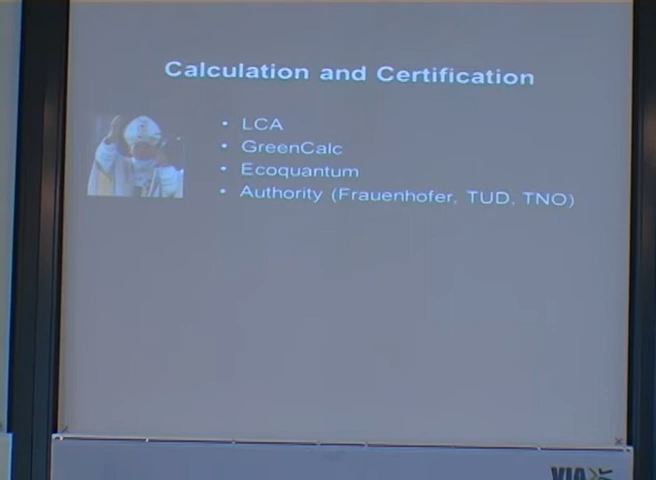 Calculation and Certification
• LCA
• GreenCalc
• Ecoquantum
• Authority (Frauenhofer, TUD, TNO)
VIA